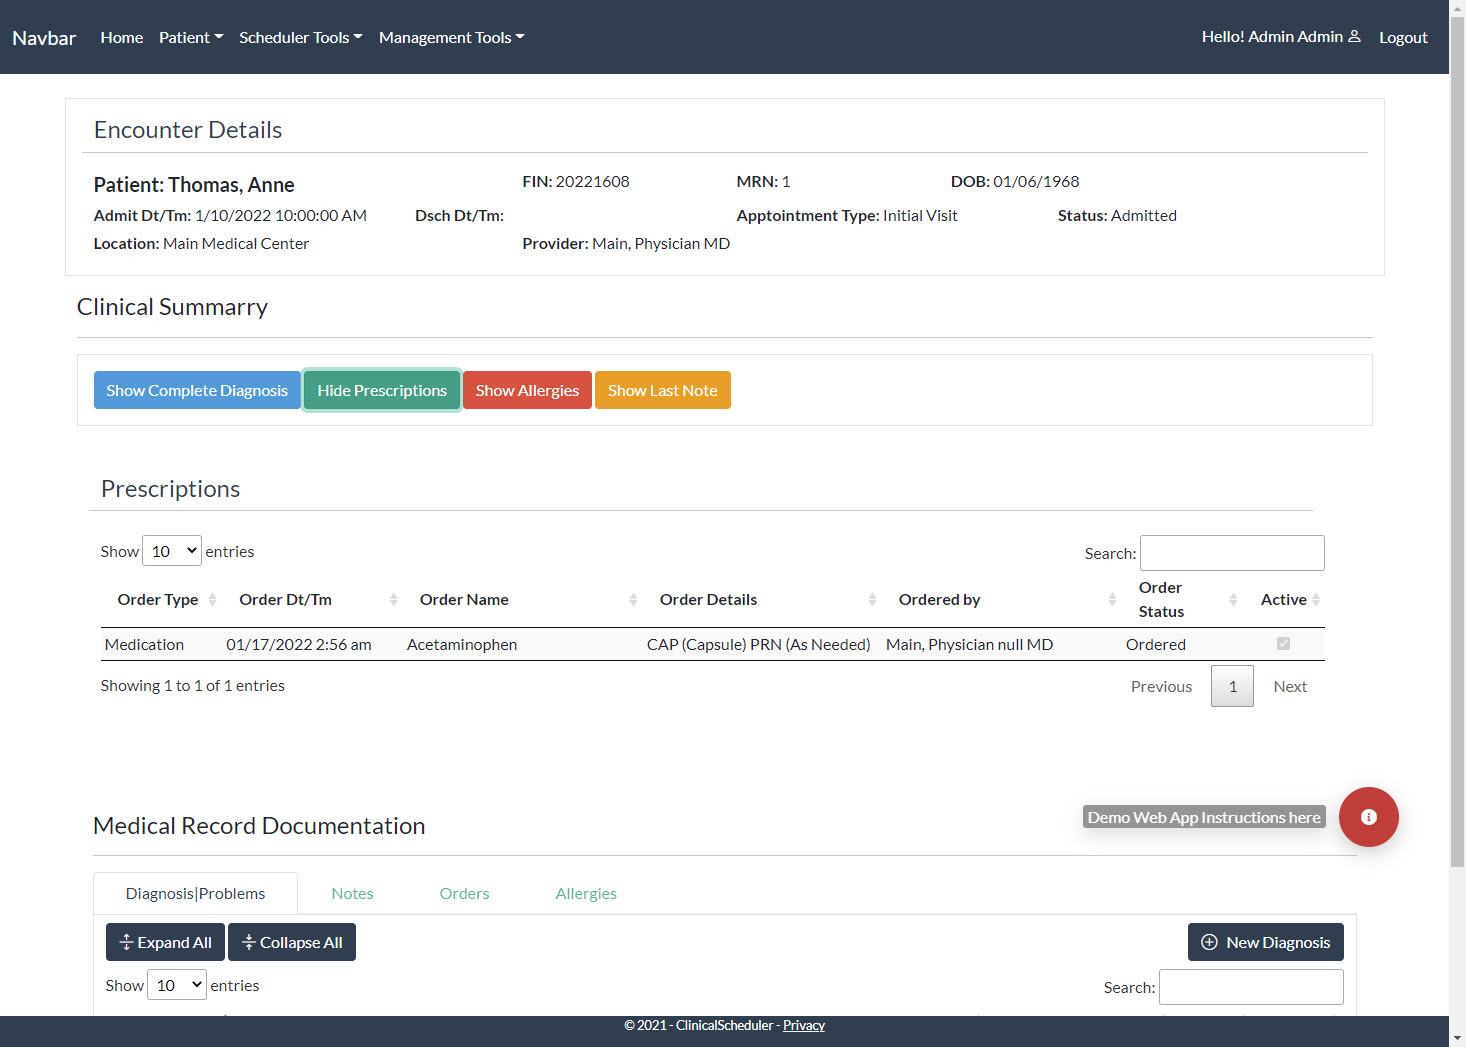 Navbar Home Patient Scheduler Tools Management Tools Hello! Admin Admin Logout
Encounter Details
Patient: Thomas, Anne FIN: 20221608 MRN: 1 DOB: 01/06/1968
Admit Dt/Tm: 1/10/2022 10:00:00 AM Dsch Dt/Tm: Apptointment Type: Initial Visit Status: Admitted
Location: Main Medical Center Provider: Main, Physician MD
Clinical Summarry
Show Complete Diagnosis Hide Prescriptions Show Allergies Show Last Note
Prescriptions
Show 10 entries Search:
Order Type Order Dt/Tm Order Name Order Details Ordered by Order Status Active
Medication 01/17/2022 2:56 am Acetaminophen CAP (Capsule) PRN (As Needed) Main, Physician null MD Ordered
Showing 1 to 1 of 1 entries Previous 1 Next
Demo Web App Instructions here
Medical Record Documentation
Diagnosis|Problems Notes Orders Allergies
Expand All Collapse All New Diagnosis
Show 10 entries Search:
© 2021 - ClinicalScheduler - Privacy